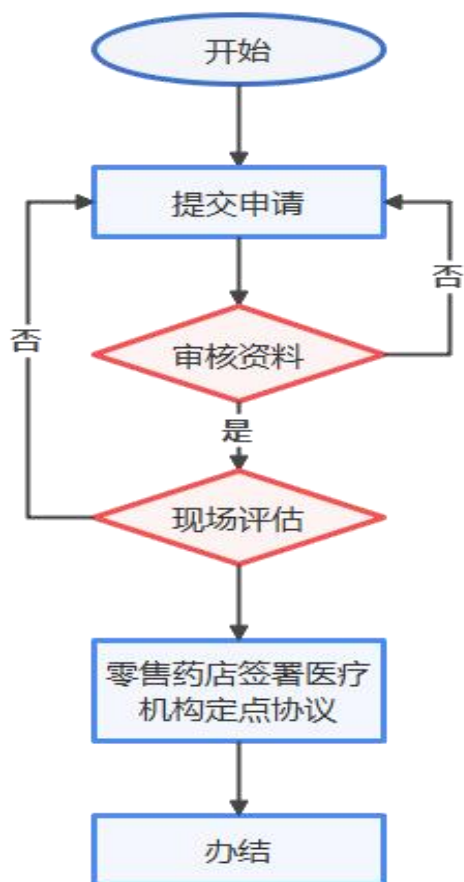 开始
提交申请
否
否
审核资料
是
现场评估
零售药店签署医疗
机构定点协议
办结